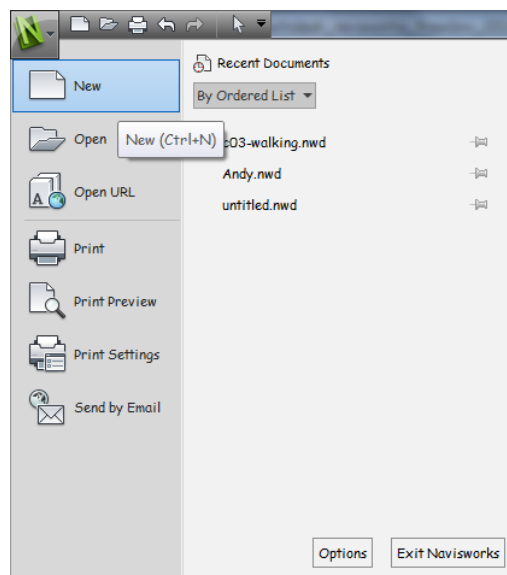 Recent Documents
New
By Ordered List
Open
New (Ctrl+N)
c03-walking.nwd
Andy.nwd
Open URL
untitled.nwd
Print
Print Preview
Print Settings
Send by Email
Options
Exit Navisworks